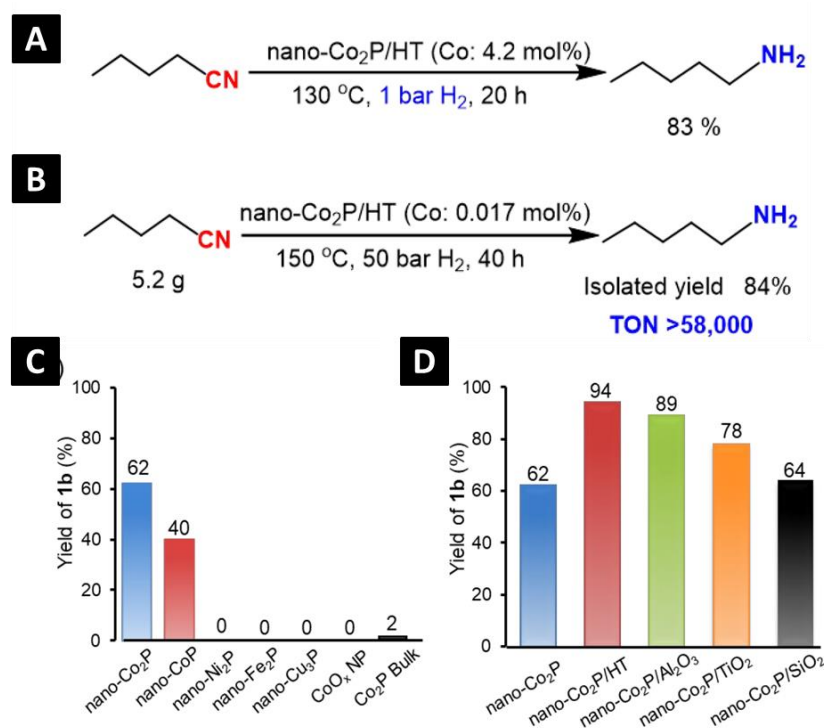 A
nano-Co₂P/HT (Co: 4.2 mol%)
CN
130 °C, 1 bar H₂, 20 h
NH₂
83 %
B
nano-Co₂P/HT (Co: 0.017 mol%)
CN
150 °C, 50 bar H₂, 40 h
NH₂
5.2 g
Isolated yield 84%
TON >58,000
C
)
Yield of 1b (%)
100
80
60
40
20
0
62
40
0
0
0
0
2
nano-Co₂P
nano-CoP
nano-Ni₂P
nano-Fe₂P
nano-Cu₃P
CoOₓ NP
Co₂P Bulk
D
Yield of 1b (%)
100
80
60
40
20
0
62
94
89
78
64
nano-Co₂P
nano-Co₂P/HT
nano-Co₂P/Al₂O₃
nano-Co₂P/TiO₂
nano-Co₂P/SiO₂